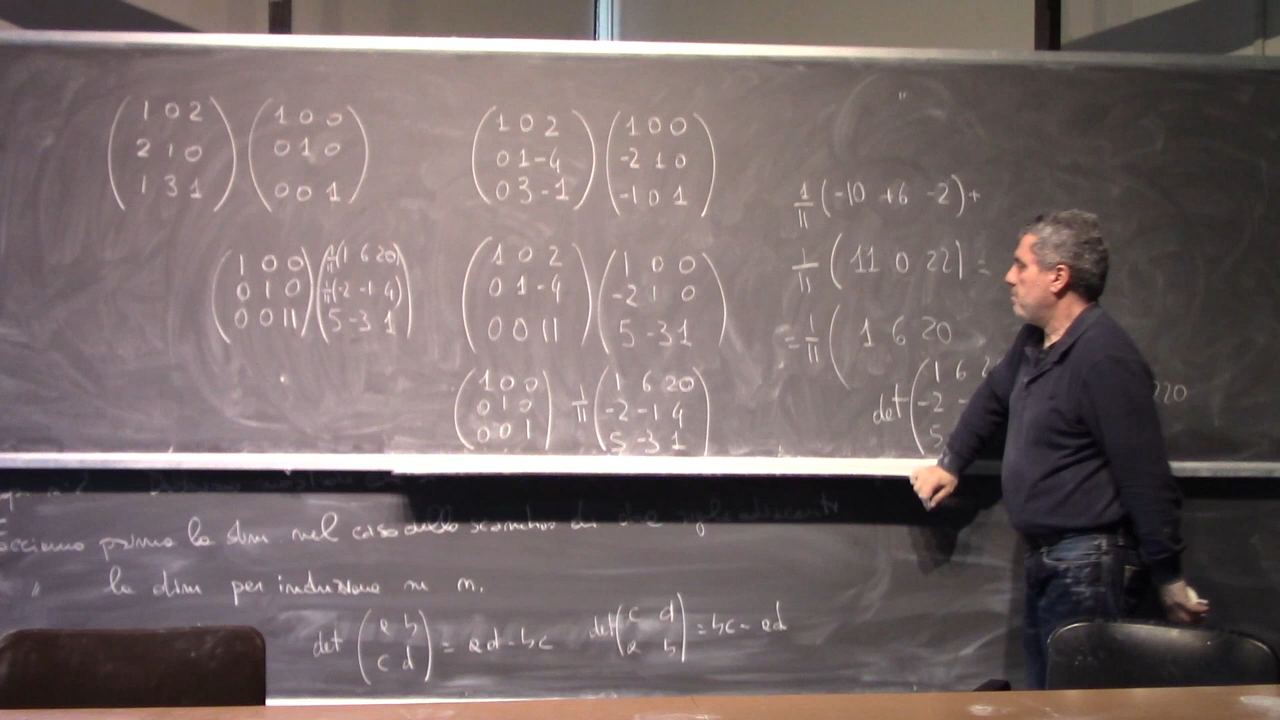 ( 1 0 2 ) ( 1 0 0 )
( 2 1 0 ) ( 0 1 0 )
( 1 3 1 ) ( 0 0 1 )
( 1 0 2 ) ( 1 0 0 )
( 0 1 -4 ) ( -2 1 0 )
( 0 3 -1 ) ( -1 0 1 )
( 1 0 0 ) ( 1/11(1 6 20) )
( 0 1 0 ) ( 1/11(-2 -1 4) )
( 0 0 11 ) ( 5 -3 1 )
( 1 0 2 ) ( 1 0 0 )
( 0 1 -4 ) ( -2 1 0 )
( 0 0 11 ) ( 5 -3 1 )
( 1 0 0 ) 1/11 ( 1 6 20 )
( 0 1 0 ) ( -2 -1 4 )
( 0 0 1 ) ( 5 -3 1 )
1/11 (-10 +6 -2) +
1/11 ( 11 0 22 ) =
= 1/11 ( 1 6 20
det ( 1 6 2
-2 -
5
220
prima la dim nel caso dello scambio di due righe adiacenti
" la dim per induzione su n.
det ( a b ) = ad - bc det ( c d ) = bc - ad
( c d ) ( a b )